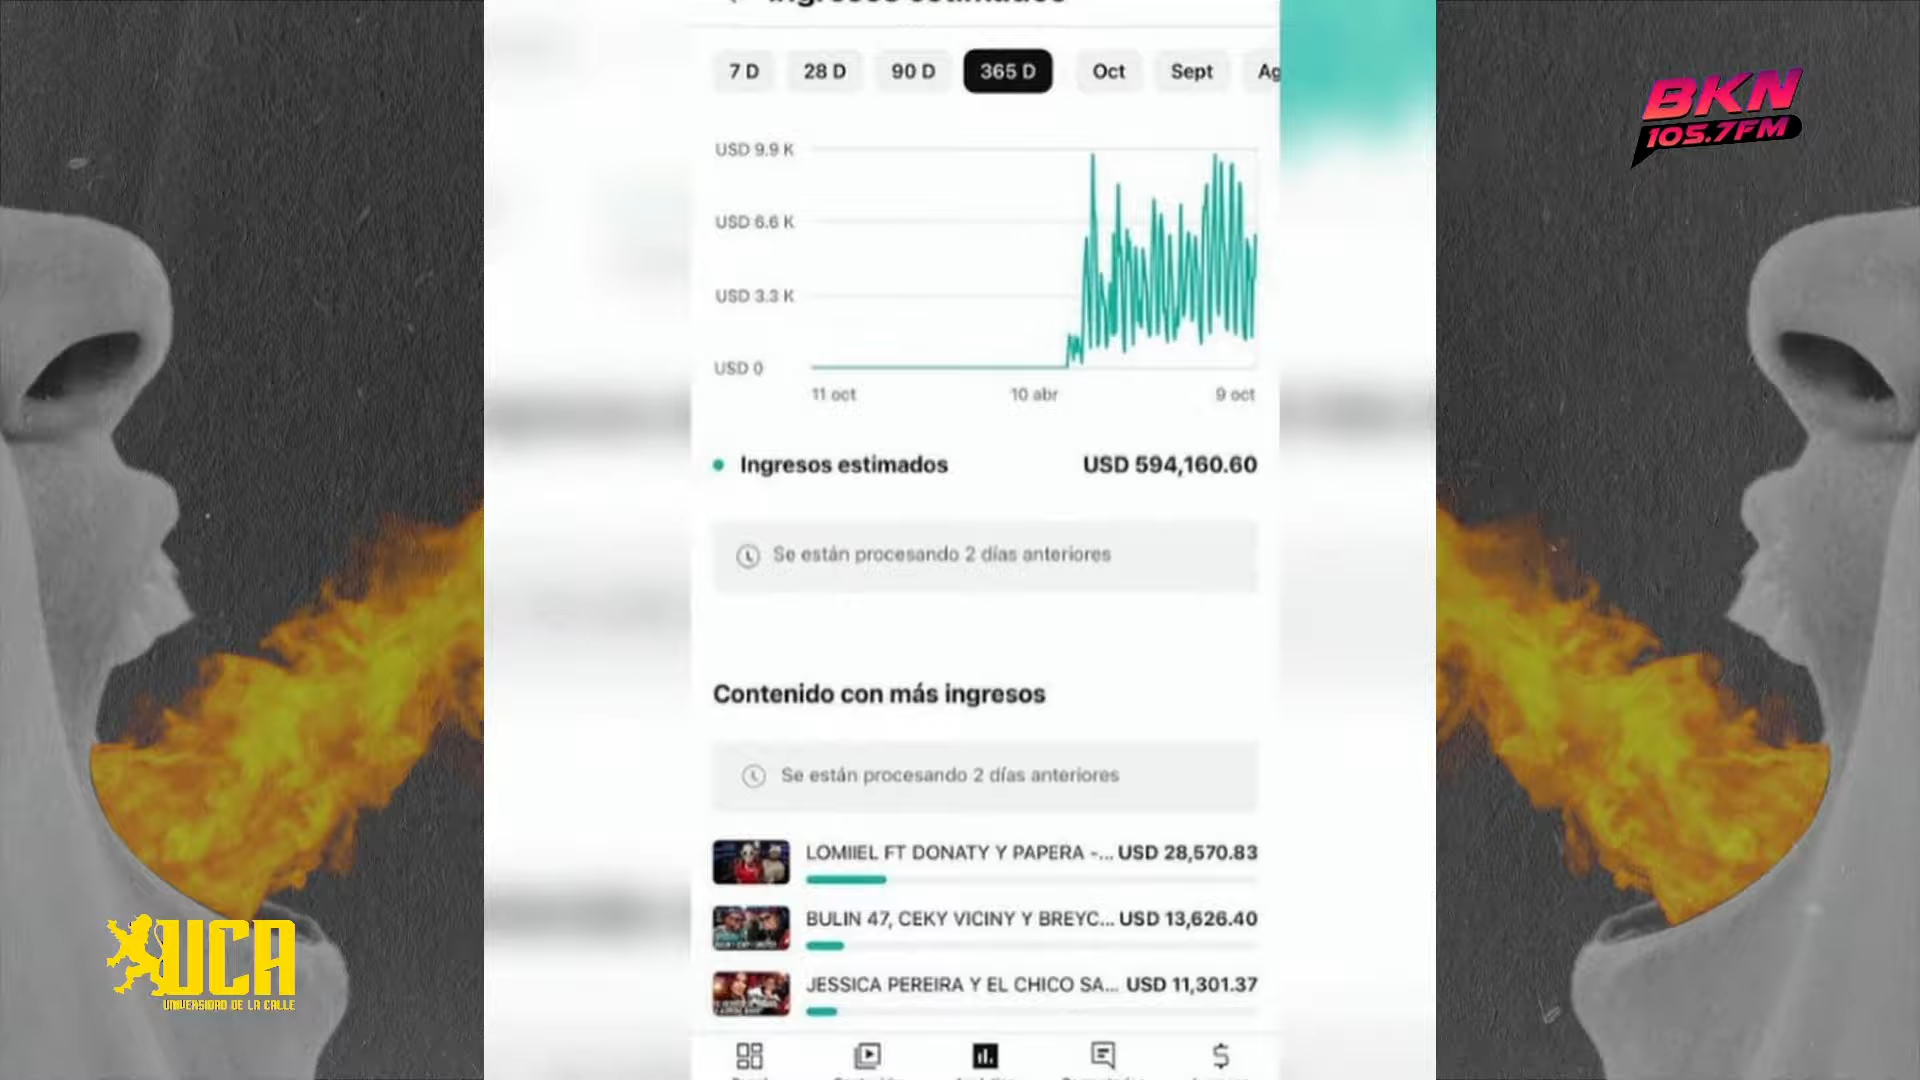 7 D 28 D 90 D 365 D Oct Sept Ag
BKN
105.7FM
USD 9.9 K
USD 6.6 K
USD 3.3 K
USD 0
11 oct 10 abr 9 oct
Ingresos estimados USD 594,160.60
Se están procesando 2 días anteriores
Contenido con más ingresos
Se están procesando 2 días anteriores
LOMIIEL FT DONATY Y PAPERA -... USD 28,570.83
BULIN 47, CEKY VICINY Y BREYC... USD 13,626.40
JESSICA PEREIRA Y EL CHICO SA... USD 11,301.37
UCA
UNIVERSIDAD DE LA CALLE